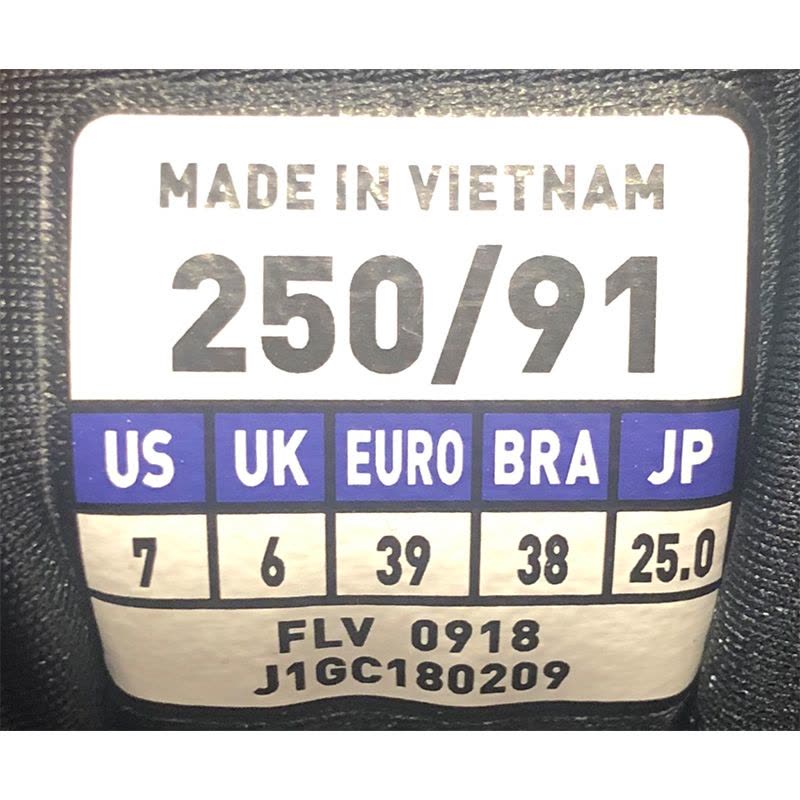 MADE IN VIETNAM
250/91
US UK EURO BRA JP
7 6 39 38 25.0
FLV 0918
J1GC180209